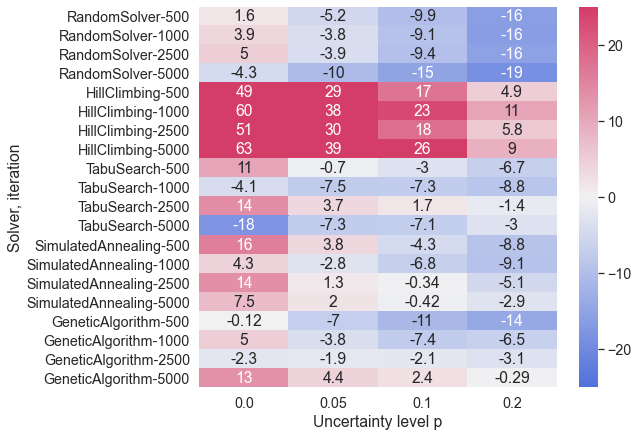 RandomSolver-500 1.6 -5.2 -9.9 -16
RandomSolver-1000 3.9 -3.8 -9.1 -16
RandomSolver-2500 5 -3.9 -9.4 -16
RandomSolver-5000 -4.3 -10 -15 -19
HillClimbing-500 49 29 17 4.9
HillClimbing-1000 60 38 23 11
HillClimbing-2500 51 30 18 5.8
HillClimbing-5000 63 39 26 9
TabuSearch-500 11 -0.7 -3 -6.7
TabuSearch-1000 -4.1 -7.5 -7.3 -8.8
TabuSearch-2500 14 3.7 1.7 -1.4
TabuSearch-5000 -18 -7.3 -7.1 -3
SimulatedAnnealing-500 16 3.8 -4.3 -8.8
SimulatedAnnealing-1000 4.3 -2.8 -6.8 -9.1
SimulatedAnnealing-2500 14 1.3 -0.34 -5.1
SimulatedAnnealing-5000 7.5 2 -0.42 -2.9
GeneticAlgorithm-500 -0.12 -7 -11 -14
GeneticAlgorithm-1000 5 -3.8 -7.4 -6.5
GeneticAlgorithm-2500 -2.3 -1.9 -2.1 -3.1
GeneticAlgorithm-5000 13 4.4 2.4 -0.29
0.0 0.05 0.1 0.2
Uncertainty level p
Solver, iteration
20
10
0
−10
−20